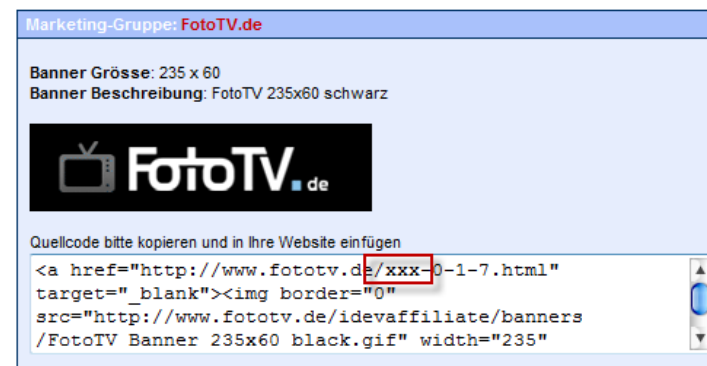 Marketing-Gruppe: FotoTV.de
Banner Grösse: 235 x 60
Banner Beschreibung: FotoTV 235x60 schwarz
FotoTV.de
Quellcode bitte kopieren und in Ihre Website einfügen
<a href="http://www.fototv.de/xxx-0-1-7.html"
target="_blank"><img border="0"
src="http://www.fototv.de/idevaffiliate/banners
/FotoTV Banner 235x60 black.gif" width="235"